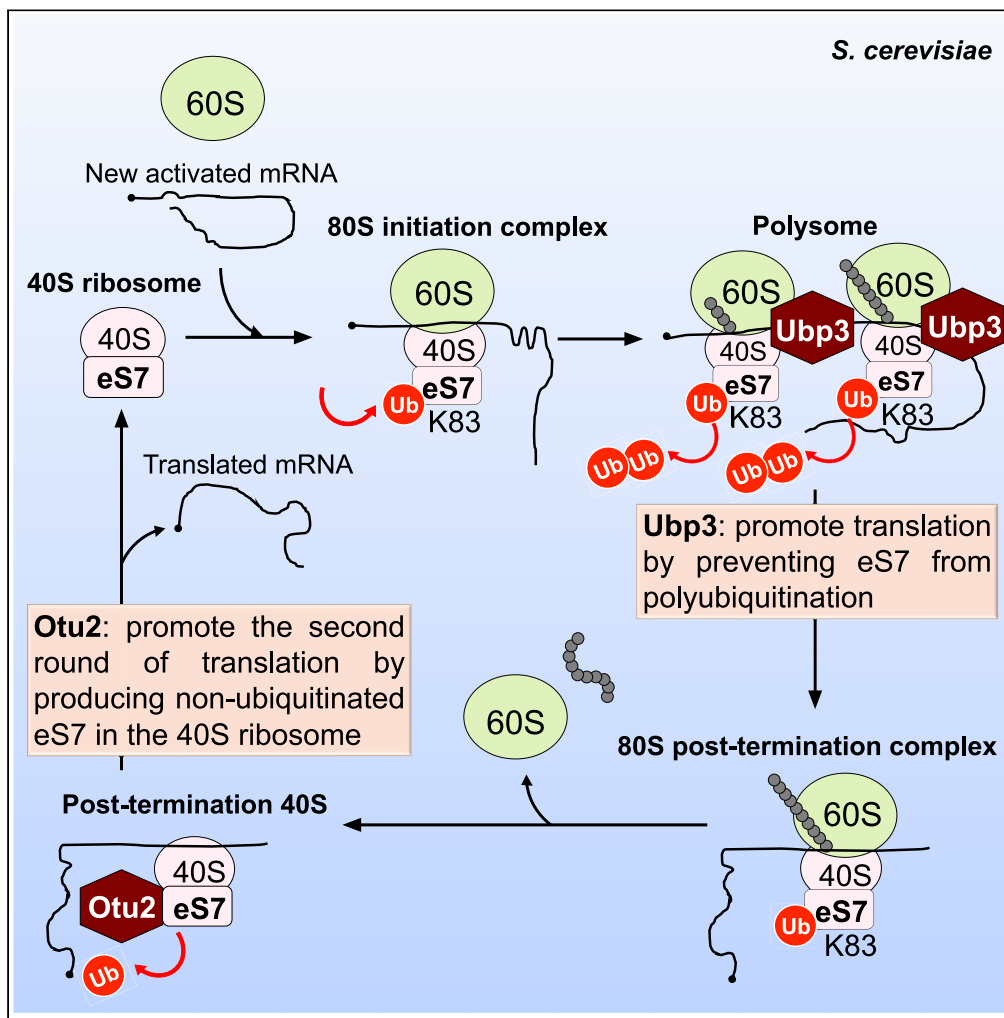 S. cerevisiae
60S
New activated mRNA
80S initiation complex
Polysome
40S ribosome
60S
60S
60S
Ubp3
Ubp3
40S
40S
40S
40S
eS7
eS7
eS7
eS7
Ub
Ub
Ub
K83
K83
K83
Translated mRNA
Ub Ub
Ub Ub
Ubp3: promote translation
by preventing eS7 from
polyubiquitination
Otu2: promote the second
round of translation by
producing non-ubiquitinated
eS7 in the 40S ribosome
60S
80S post-termination complex
Post-termination 40S
60S
40S
40S
Otu2
eS7
eS7
Ub
K83
Ub